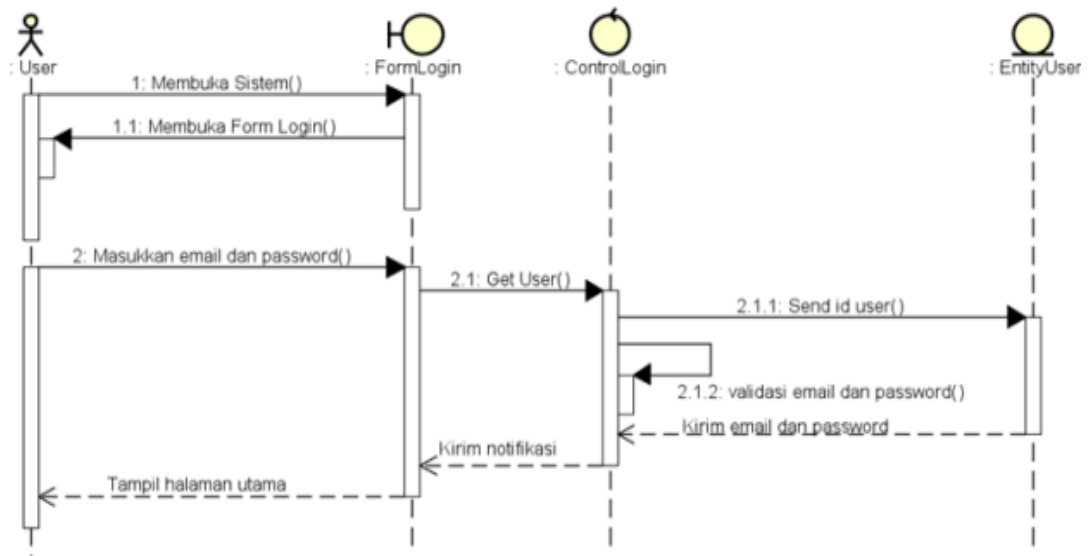 : User
: FormLogin
: ControlLogin
: EntityUser
1: Membuka Sistem()
1.1: Membuka Form Login()
2: Masukkan email dan password()
2.1: Get User()
2.1.1: Send id user()
2.1.2: validasi email dan password()
Kirim email dan password
Kirim notifikasi
Tampil halaman utama